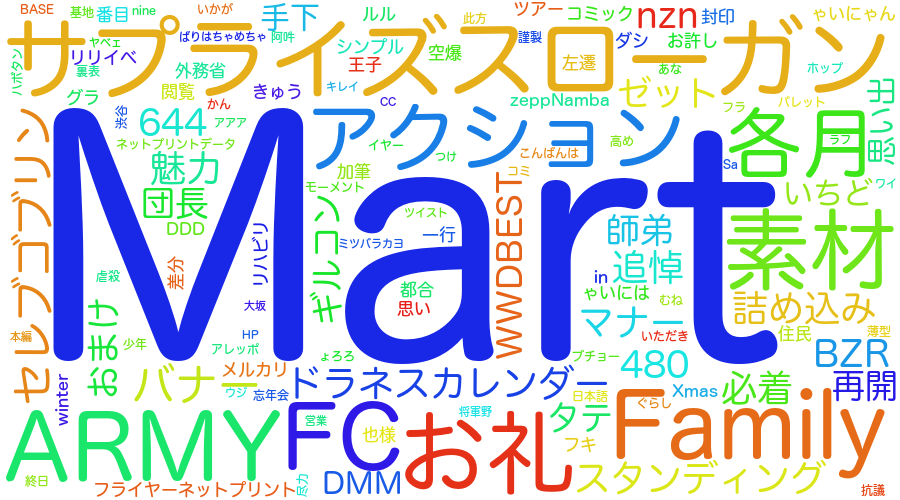 BASE
基地
番目
nine
いかが
手下
ルル
此方
ツアー
コミック
nzn
封印
ゃいにゃん
サプライズスローガン
ヤベェ
ばりはちゃめちゃ
阿吽
シンプル
空爆
謹製
ダシ
お許し
リリイベ
裏表
王子
左遷
あな
ホップ
ハボタン
外務省
グラ
閲覧
かん
きゅう
CC
zeppNamba
ゼット
フラ
パレット
渋谷
644
アアア
アクション
高め
各月
ラフ
思い出
ネットプリントデータ
イヤー
つけ
こんばんは
コミ
魅力
加筆
Sa
ワイ
モーメント
団長
DDD
ツイスト
いちど
セレブゴブリン
Mart
リハビリ
ギルコン
ミツバラカヨ
一行
WWDBEST
師弟
素材
差分
虐殺
in
追悼
都合
思い
ゃいには
むね
詰め込み
大坂
本編
少年
おまけ
HP
アレッポ
マナー
いただき
住民
薄型
ょろろ
ブチョー
480
BZR
メルカリ
バナー
ドラネスカレンダー
winter
ウジ
忘年会
日本語
Xmas
必着
再開
ぐらし
ARMY
FC
営業
也様
お礼
将軍野
タテ
フキ
Family
終日
フライヤーネットプリント
尽力
DMM
スタンディング
抗議
キレイ